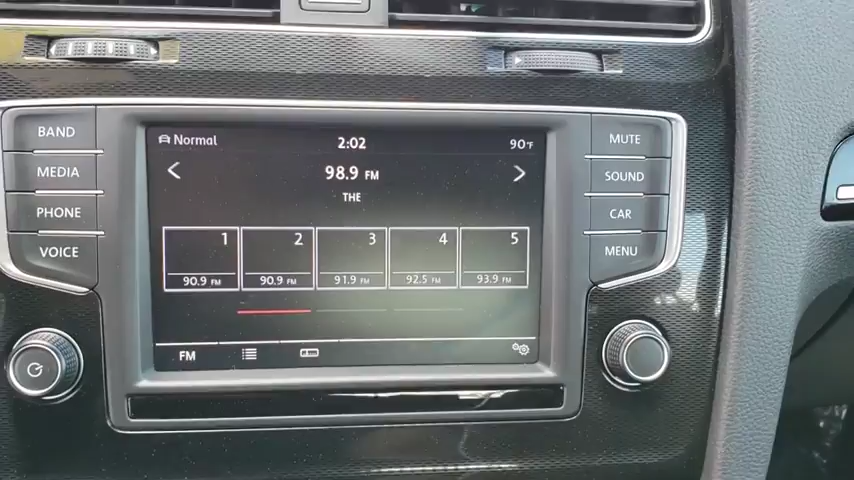 BAND
MEDIA
PHONE
VOICE
Normal 2:02 90°F
98.9 FM
THE
1 2 3 4 5
90.9 FM 90.9 FM 91.9 FM 92.5 FM 93.9 FM
FM
MUTE
SOUND
CAR
MENU